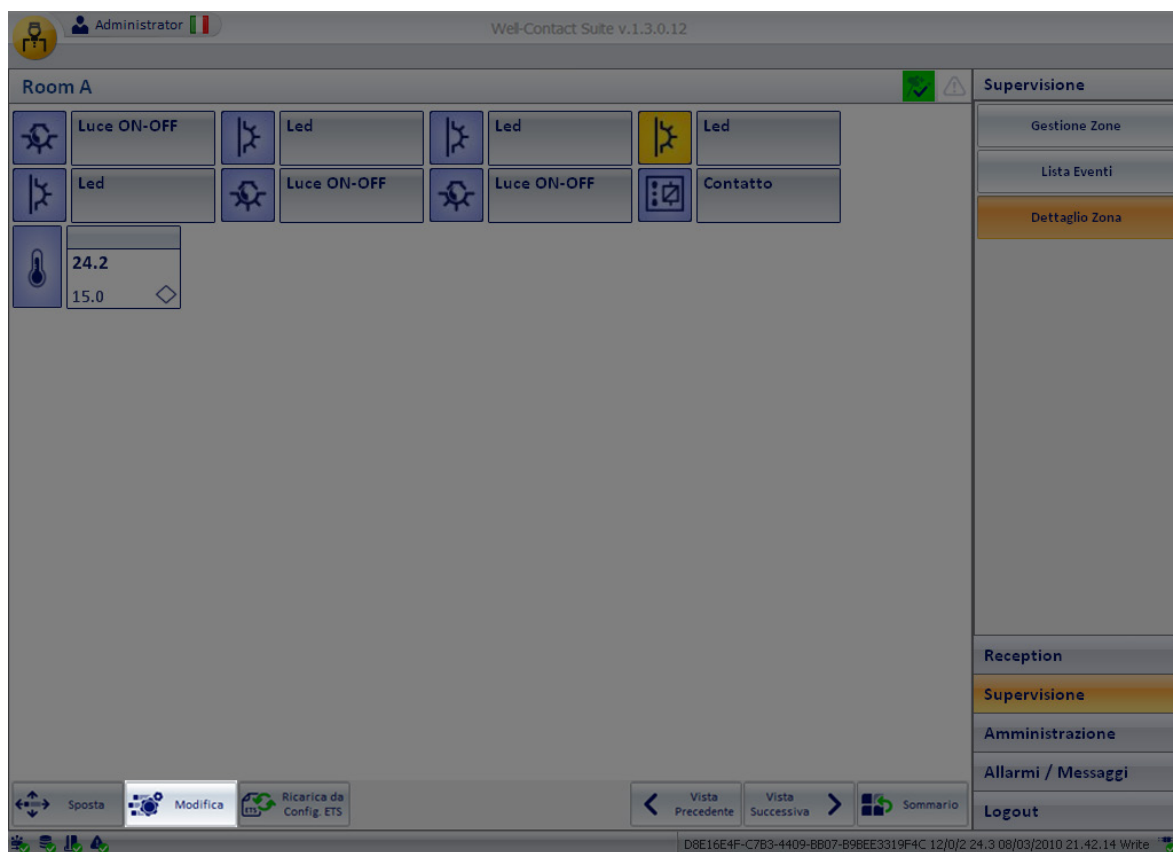 Administrator
Well-Contact Suite v.1.3.0.12
Room A
Luce ON-OFF
Led
Led
Led
Led
Luce ON-OFF
Luce ON-OFF
Contatto
24.2
15.0
Supervisione
Gestione Zone
Lista Eventi
Dettaglio Zona
Reception
Supervisione
Amministrazione
Allarmi / Messaggi
Logout
Sposta
Modifica
ETS
Ricarica da
Config. ETS
Vista
Precedente
Vista
Successiva
Sommario
D8E16E4F-C7B3-4409-BB07-B9BEE3319F4C 12/0/2 24.3 08/03/2010 21.42.14 Write